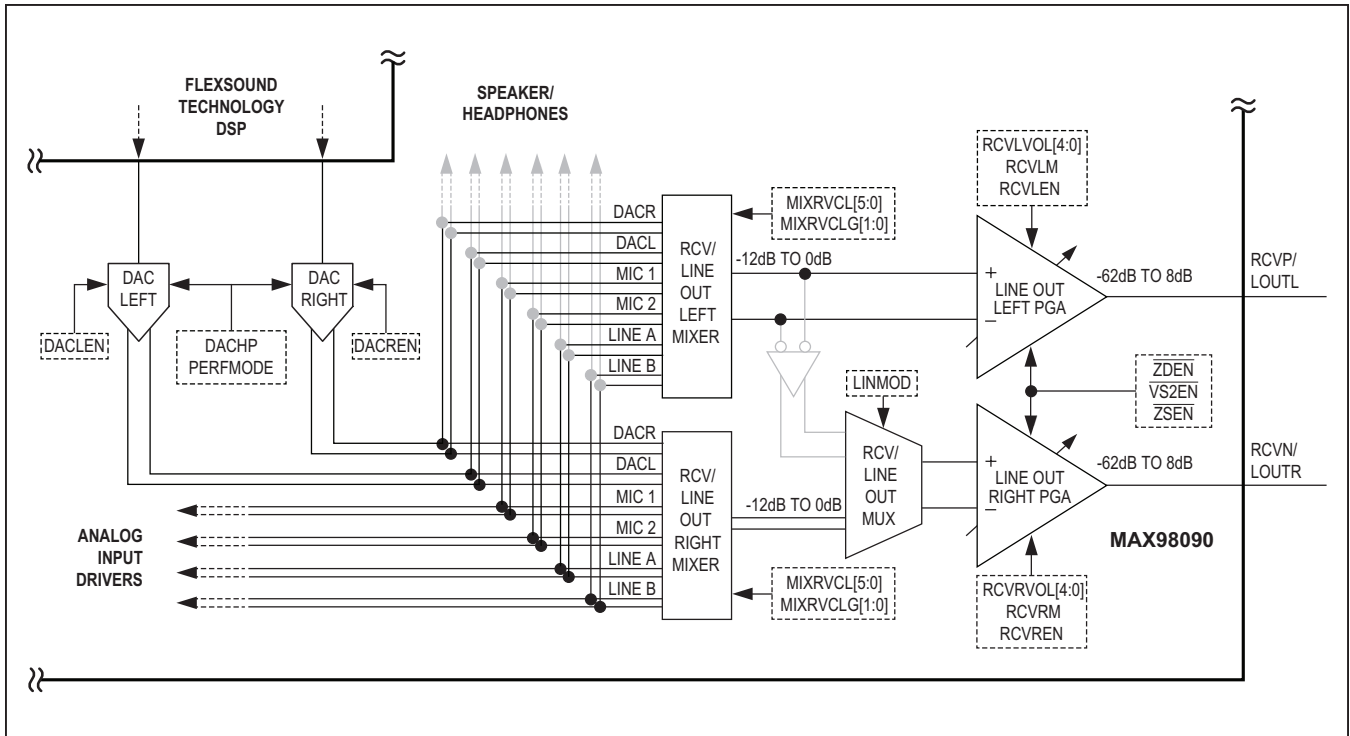 FLEXSOUND
TECHNOLOGY
DSP
SPEAKER/
HEADPHONES
DAC
LEFT
DAC
RIGHT
DACLEN
DACHP
PERFMODE
DACREN
DACR
DACL
MIC 1
MIC 2
LINE A
LINE B
RCV/
LINE
OUT
LEFT
MIXER
MIXRVCL[5:0]
MIXRVCLG[1:0]
-12dB TO 0dB
RCVLVOL[4:0]
RCVLM
RCVLEN
+
–
LINE OUT
LEFT PGA
-62dB TO 8dB
RCVP/
LOUTL
ZDEN
VS2EN
ZSEN
LINMOD
DACR
DACL
MIC 1
MIC 2
LINE A
LINE B
RCV/
LINE
OUT
RIGHT
MIXER
-12dB TO 0dB
RCV/
LINE
OUT
MUX
+
–
LINE OUT
RIGHT PGA
-62dB TO 8dB
RCVN/
LOUTR
MAX98090
ANALOG
INPUT
DRIVERS
MIXRVCL[5:0]
MIXRVCLG[1:0]
RCVRVOL[4:0]
RCVRM
RCVREN